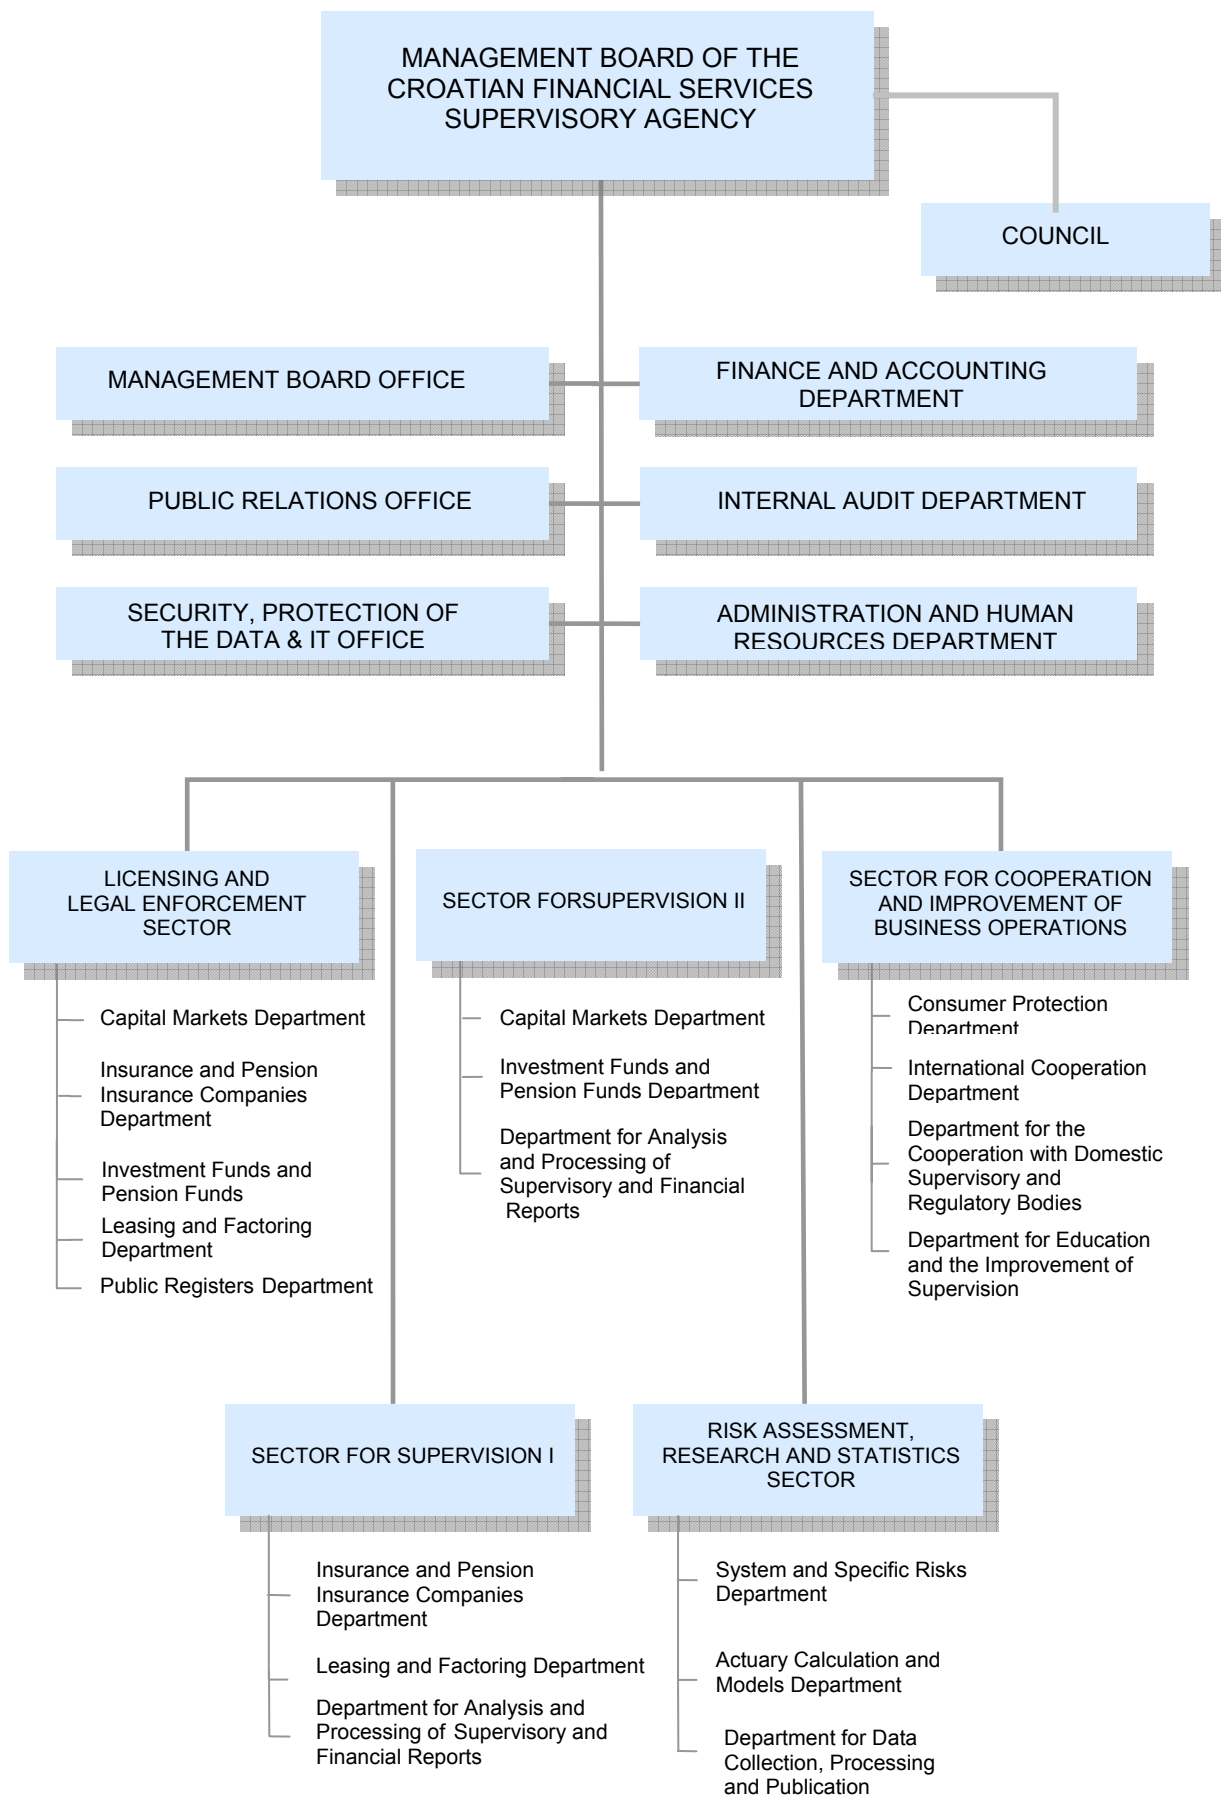 MANAGEMENT BOARD OF THE
CROATIAN FINANCIAL SERVICES
SUPERVISORY AGENCY
COUNCIL
MANAGEMENT BOARD OFFICE
FINANCE AND ACCOUNTING
DEPARTMENT
PUBLIC RELATIONS OFFICE
INTERNAL AUDIT DEPARTMENT
SECURITY, PROTECTION OF
THE DATA & IT OFFICE
ADMINISTRATION AND HUMAN
RESOURCES DEPARTMENT
LICENSING AND
LEGAL ENFORCEMENT
SECTOR
Capital Markets Department
Insurance and Pension
Insurance Companies
Department
Investment Funds and
Pension Funds
Leasing and Factoring
Department
Public Registers Department
SECTOR FORSUPERVISION II
Capital Markets Department
Investment Funds and
Pension Funds Department
Department for Analysis
and Processing of
Supervisory and Financial
Reports
SECTOR FOR COOPERATION
AND IMPROVEMENT OF
BUSINESS OPERATIONS
Consumer Protection
Department
International Cooperation
Department
Department for the
Cooperation with Domestic
Supervisory and
Regulatory Bodies
Department for Education
and the Improvement of
Supervision
SECTOR FOR SUPERVISION I
Insurance and Pension
Insurance Companies
Department
Leasing and Factoring Department
Department for Analysis and
Processing of Supervisory and
Financial Reports
RISK ASSESSMENT,
RESEARCH AND STATISTICS
SECTOR
System and Specific Risks
Department
Actuary Calculation and
Models Department
Department for Data
Collection, Processing
and Publication